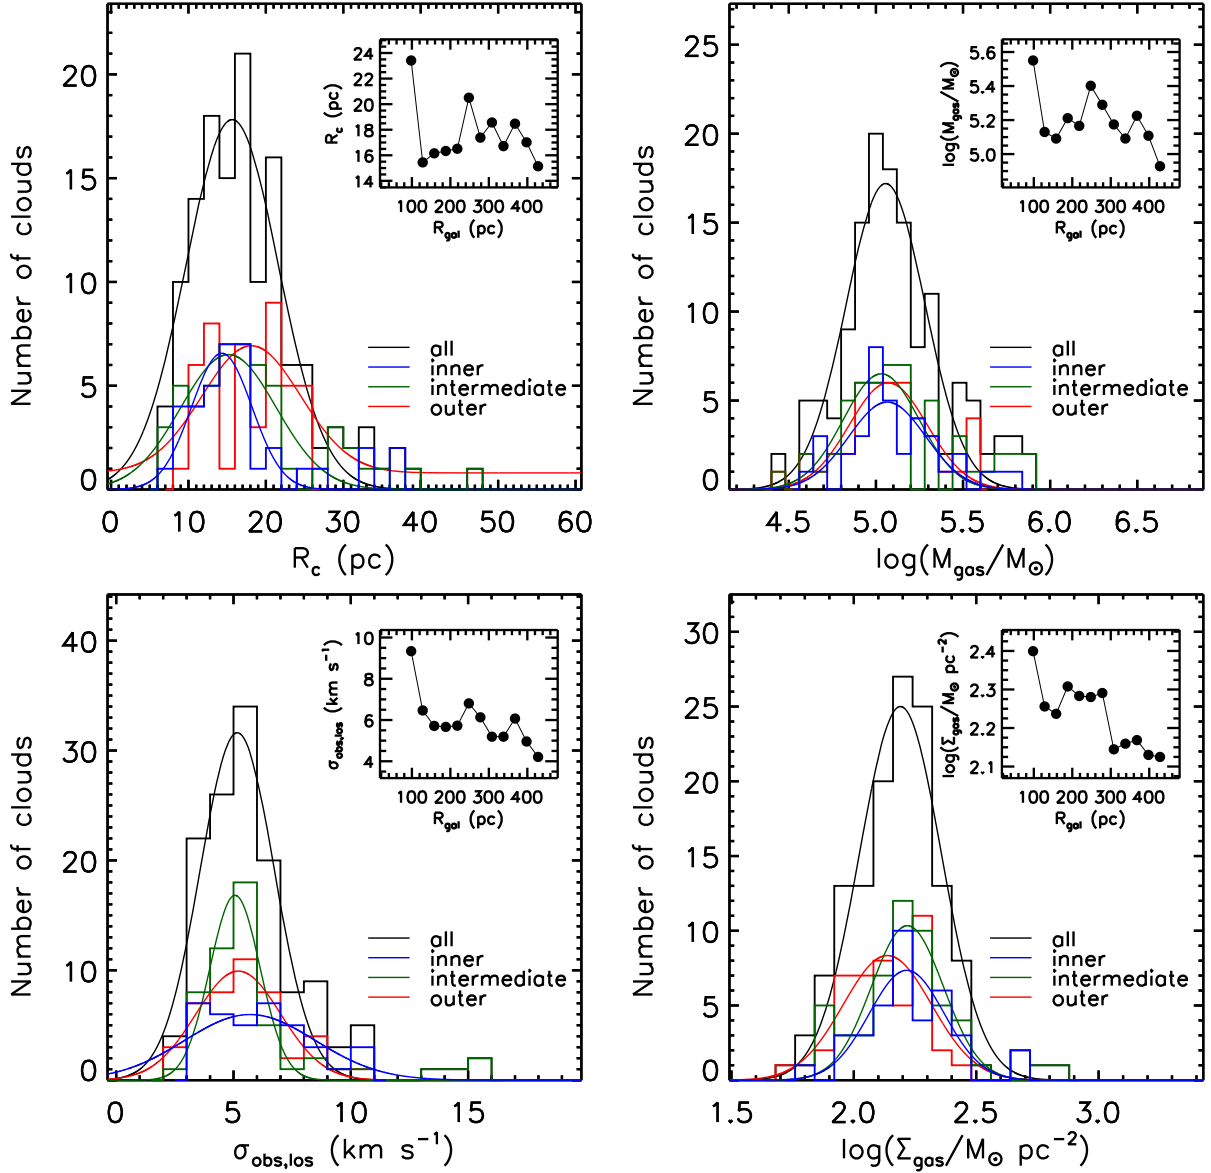 24
22
20
18
16
14
R_c (pc)
100 200 300 400
R_gal (pc)
20
15
10
5
0
Number of clouds
all
inner
intermediate
outer
0 10 20 30 40 50 60
R_c (pc)
5.6
5.4
5.2
5.0
log(M_gas/M_⊙)
100 200 300 400
R_gal (pc)
25
20
15
10
5
0
Number of clouds
all
inner
intermediate
outer
4.5 5.0 5.5 6.0 6.5
log(M_gas/M_⊙)
10
8
6
4
σ_obs,los (km s⁻¹)
100 200 300 400
R_gal (pc)
40
30
20
10
0
Number of clouds
all
inner
intermediate
outer
0 5 10 15
σ_obs,los (km s⁻¹)
2.4
2.3
2.2
2.1
log(Σ_gas/M_⊙ pc⁻²)
100 200 300 400
R_gal (pc)
30
25
20
15
10
5
0
Number of clouds
all
inner
intermediate
outer
1.5 2.0 2.5 3.0
log(Σ_gas/M_⊙ pc⁻²)